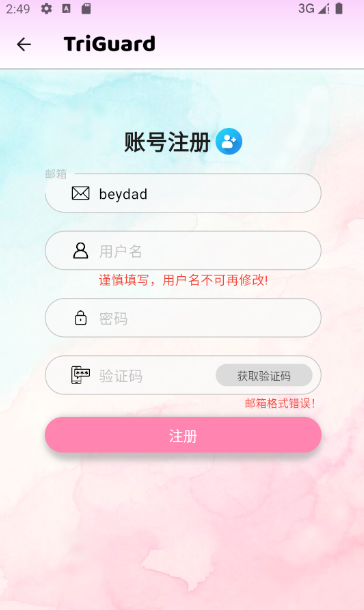 2:49
3G
TriGuard
账号注册
邮箱
beydad
用户名
谨慎填写，用户名不可再修改!
密码
验证码
获取验证码
邮箱格式错误!
注册